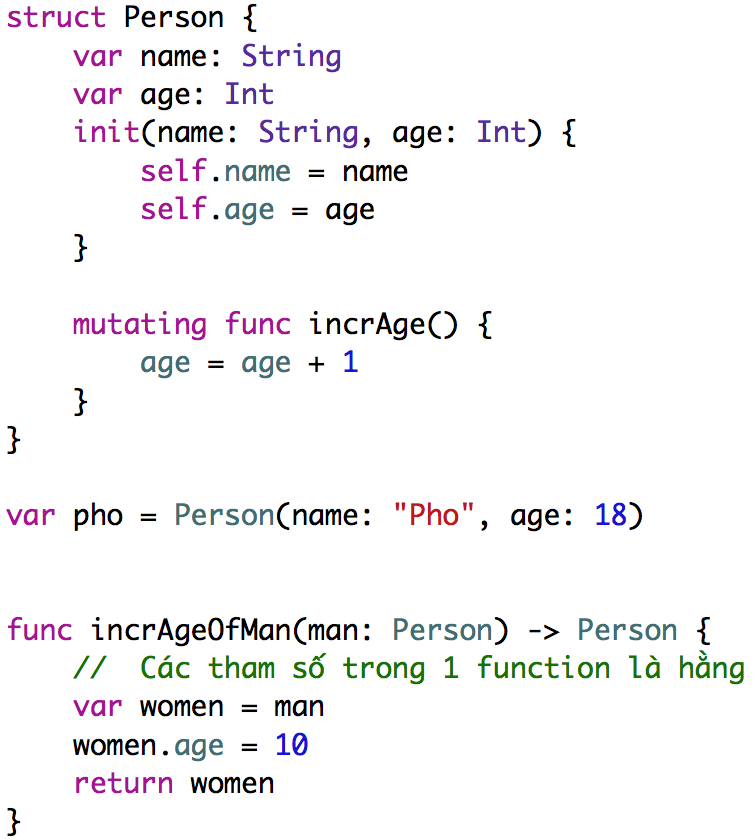 struct Person {
    var name: String
    var age: Int
    init(name: String, age: Int) {
        self.name = name
        self.age = age
    }

    mutating func incrAge() {
        age = age + 1
    }
}

var pho = Person(name: "Pho", age: 18)


func incrAgeOfMan(man: Person) -> Person {
    //  Các tham số trong 1 function là hằng
    var women = man
    women.age = 10
    return women
}